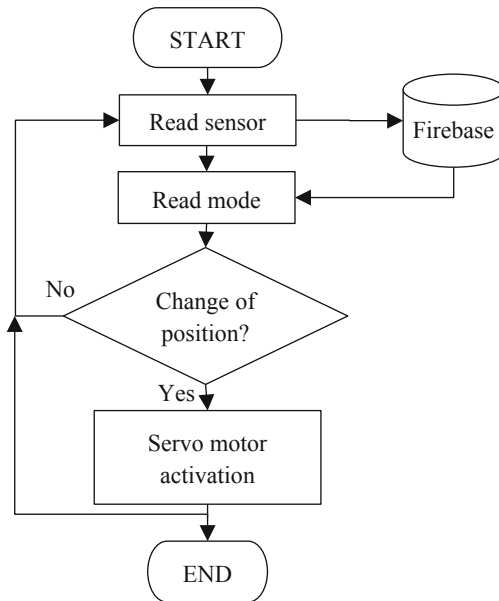 START
Read sensor
Firebase
Read mode
No
Change of
position?
Yes
Servo motor
activation
END